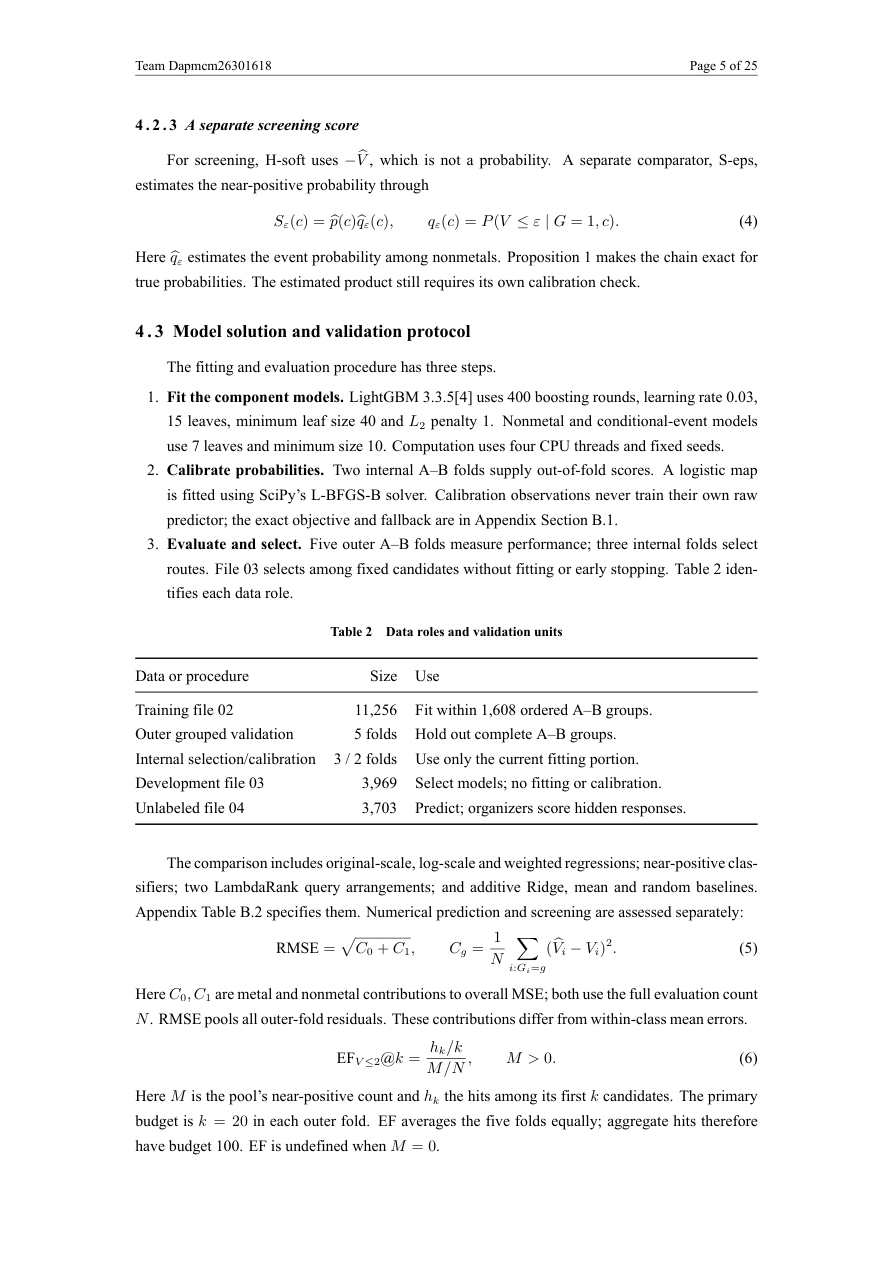 Team Dapmcm26301618 Page 5 of 25
4.2.3 A separate screening score
For screening, H-soft uses −V̂, which is not a probability. A separate comparator, S-eps,
estimates the near-positive probability through
Sε(c) = p̂(c)q̂ε(c), qε(c) = P(V ≤ ε | G = 1, c). (4)
Here q̂ε estimates the event probability among nonmetals. Proposition 1 makes the chain exact for
true probabilities. The estimated product still requires its own calibration check.
4.3 Model solution and validation protocol
The fitting and evaluation procedure has three steps.
1. Fit the component models. LightGBM 3.3.5[4] uses 400 boosting rounds, learning rate 0.03,
15 leaves, minimum leaf size 40 and L2 penalty 1. Nonmetal and conditional-event models
use 7 leaves and minimum size 10. Computation uses four CPU threads and fixed seeds.
2. Calibrate probabilities. Two internal A–B folds supply out-of-fold scores. A logistic map
is fitted using SciPy’s L-BFGS-B solver. Calibration observations never train their own raw
predictor; the exact objective and fallback are in Appendix Section B.1.
3. Evaluate and select. Five outer A–B folds measure performance; three internal folds select
routes. File 03 selects among fixed candidates without fitting or early stopping. Table 2 iden-
tifies each data role.
Table 2 Data roles and validation units
Data or procedure Size Use
Training file 02 11,256 Fit within 1,608 ordered A–B groups.
Outer grouped validation 5 folds Hold out complete A–B groups.
Internal selection/calibration 3 / 2 folds Use only the current fitting portion.
Development file 03 3,969 Select models; no fitting or calibration.
Unlabeled file 04 3,703 Predict; organizers score hidden responses.
The comparison includes original-scale, log-scale and weighted regressions; near-positive clas-
sifiers; two LambdaRank query arrangements; and additive Ridge, mean and random baselines.
Appendix Table B.2 specifies them. Numerical prediction and screening are assessed separately:
RMSE = √(C0 + C1), Cg = 1/N ∑i:Gi=g (V̂i − Vi)². (5)
Here C0, C1 are metal and nonmetal contributions to overall MSE; both use the full evaluation count
N. RMSE pools all outer-fold residuals. These contributions differ from within-class mean errors.
EFV≤2@k = (hk/k)/(M/N), M > 0. (6)
Here M is the pool’s near-positive count and hk the hits among its first k candidates. The primary
budget is k = 20 in each outer fold. EF averages the five folds equally; aggregate hits therefore
have budget 100. EF is undefined when M = 0.